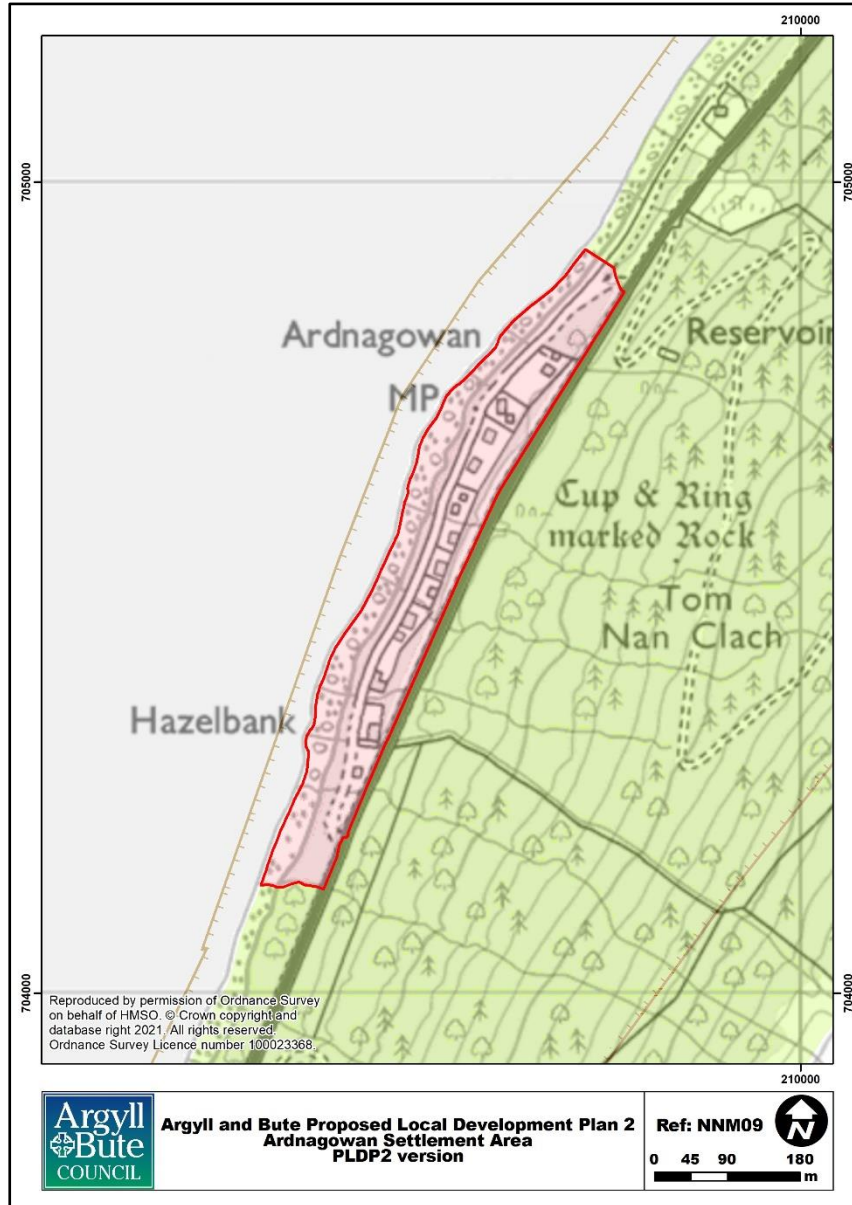 210000
705000
705000
Ardnagowan
MP
Reservoir
Cup & Ring
marked Rock
Tom
Nan Clach
Hazelbank
704000
704000
Reproduced by permission of Ordnance Survey
on behalf of HMSO. © Crown copyright and
database right 2021. All rights reserved.
Ordnance Survey Licence number 100023368.
210000
Argyll
&Bute
COUNCIL
Argyll and Bute Proposed Local Development Plan 2
Ardnagowan Settlement Area
PLDP2 version
Ref: NNM09
N
0 45 90 180
m